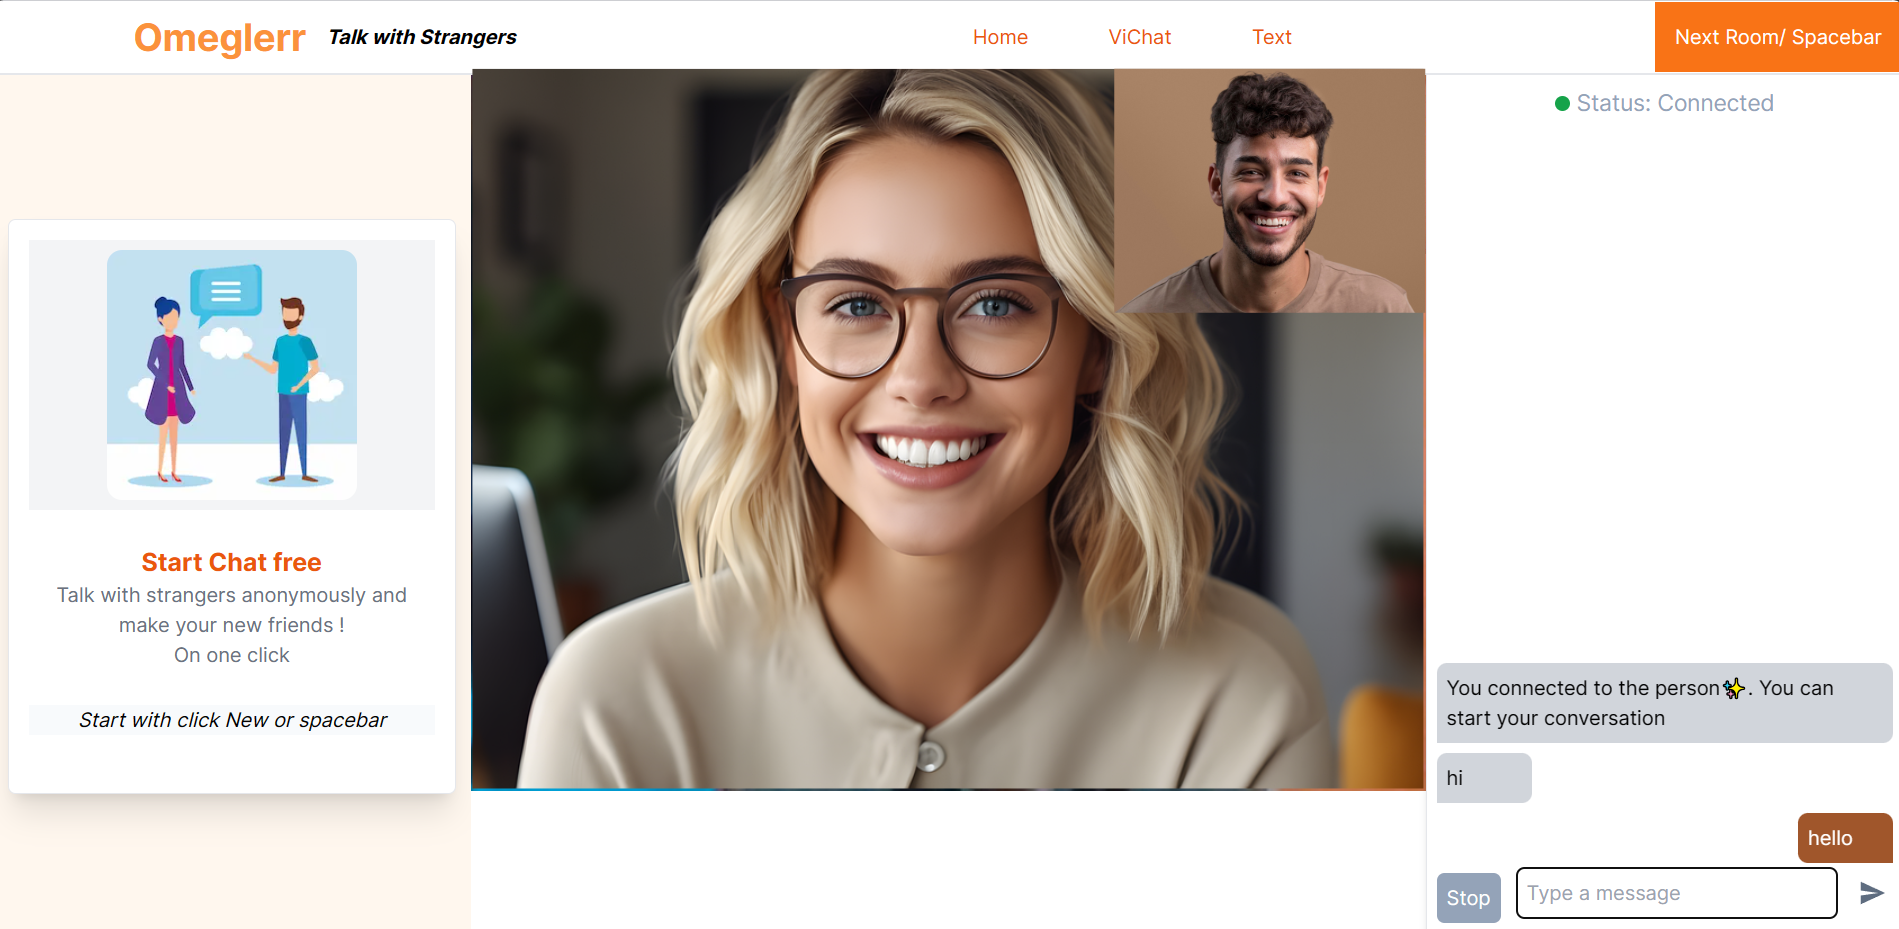 Omeglerr
Talk with Strangers
Home
ViChat
Text
Next Room/ Spacebar
Status: Connected
Start Chat free
Talk with strangers anonymously and
make your new friends !
On one click
Start with click New or spacebar
You connected to the person✨. You can
start your conversation
hi
hello
Stop
Type a message